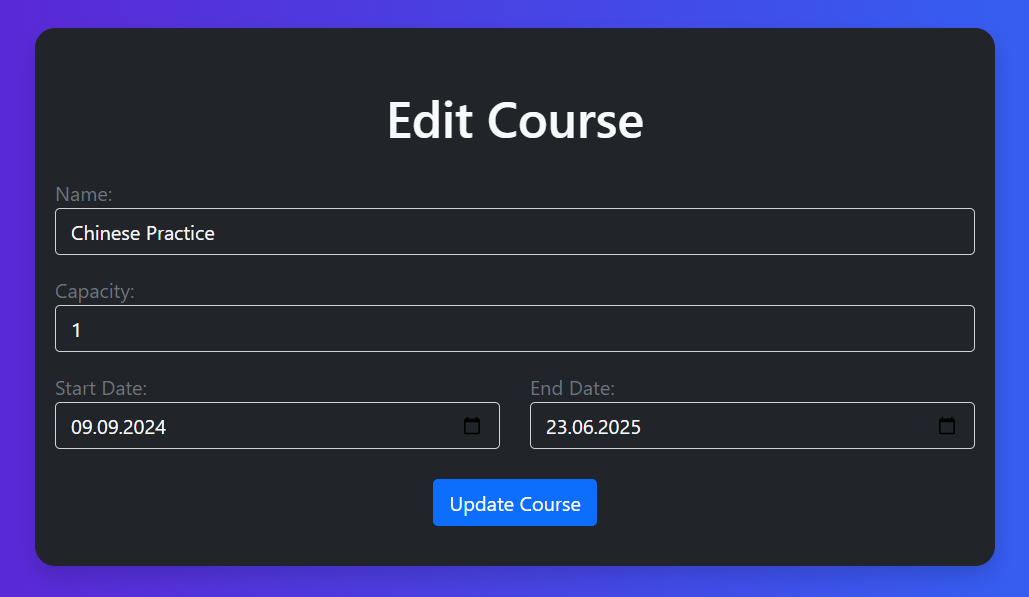 Edit Course
Name:
Chinese Practice
Capacity:
1
Start Date:
End Date:
09.09.2024
23.06.2025
Update Course